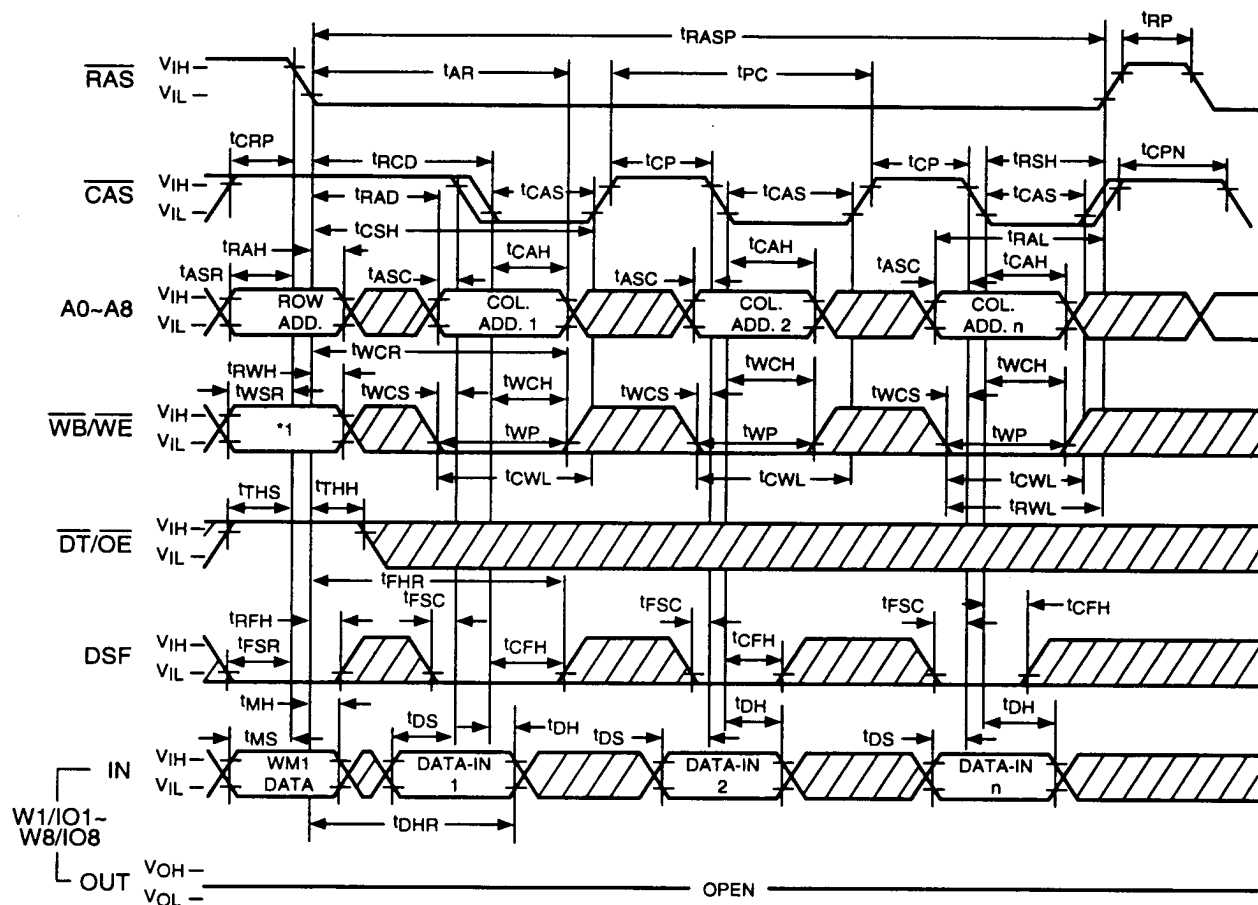 tRASP tRP
RAS VIH tAR tPC
VIL
tCRP tRCD tCP tCP tRSH tCPN
CAS VIH tCAS tCAS tCAS
VIL tRAD
tCSH
tRAH tCAH tCAH tRAL
tASR tASC tASC tASC tCAH
A0~A8 VIH ROW COL. COL. COL.
VIL ADD. ADD. 1 ADD. 2 ADD. n
tWCR
tRWH tWCH tWCH
tWSR tWCS tWCH tWCS tWCS
WB/WE VIH *1
VIL tWP tWP tWP
tCWL tCWL tCWL
tTHS tTHH tRWL
DT/OE VIH
VIL
tFHR
tFSC tFSC tFSC tCFH
tRFH
DSF VIH tFSR tCFH tCFH
VIL
tMH tDS tDH tDH tDH
tMS tDS tDS
IN VIH WM1 DATA-IN DATA-IN DATA-IN
VIL DATA 1 2 n
W1/IO1~ tDHR
W8/IO8
OUT VOH OPEN
VOL